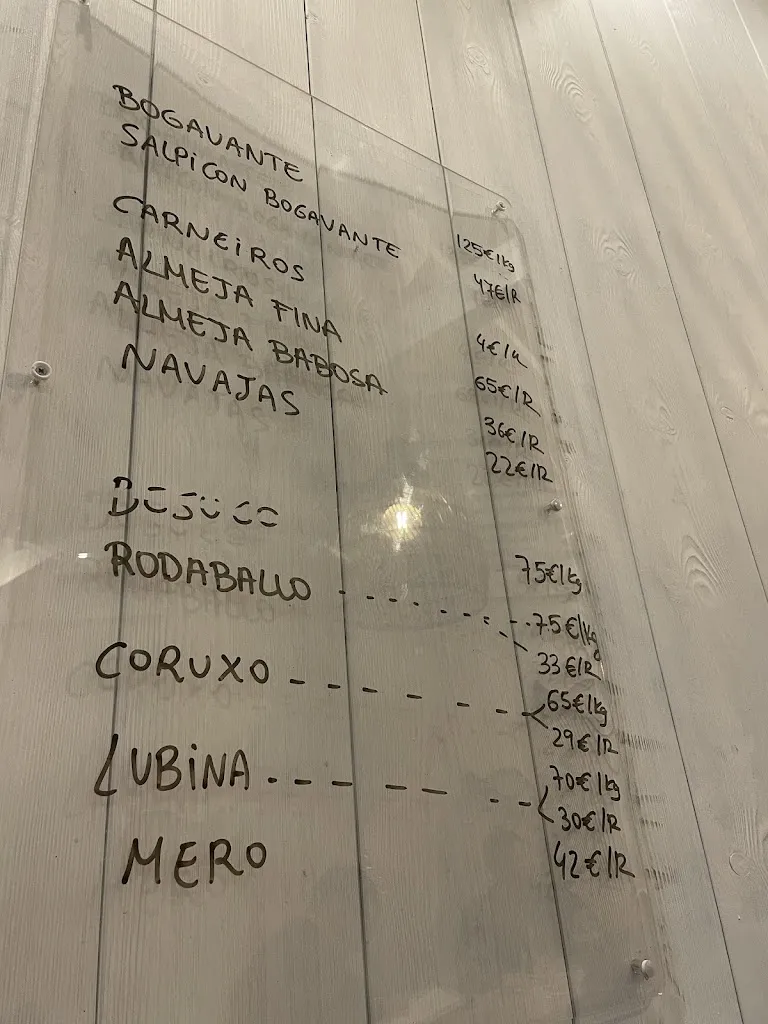 BOGAVANTE 125€/kg
SALPICON BOGAVANTE 47€/R
CARNEIROS 4€/u
ALMEJA FINA 65€/R
ALMEJA BABOSA 36€/R
NAVAJAS 22€/R
BESUGO 75€/kg
RODABALLO 75€/kg
33€/R
CORUXO 65€/kg
29€/R
LUBINA 70€/kg
30€/R
MERO 42€/R